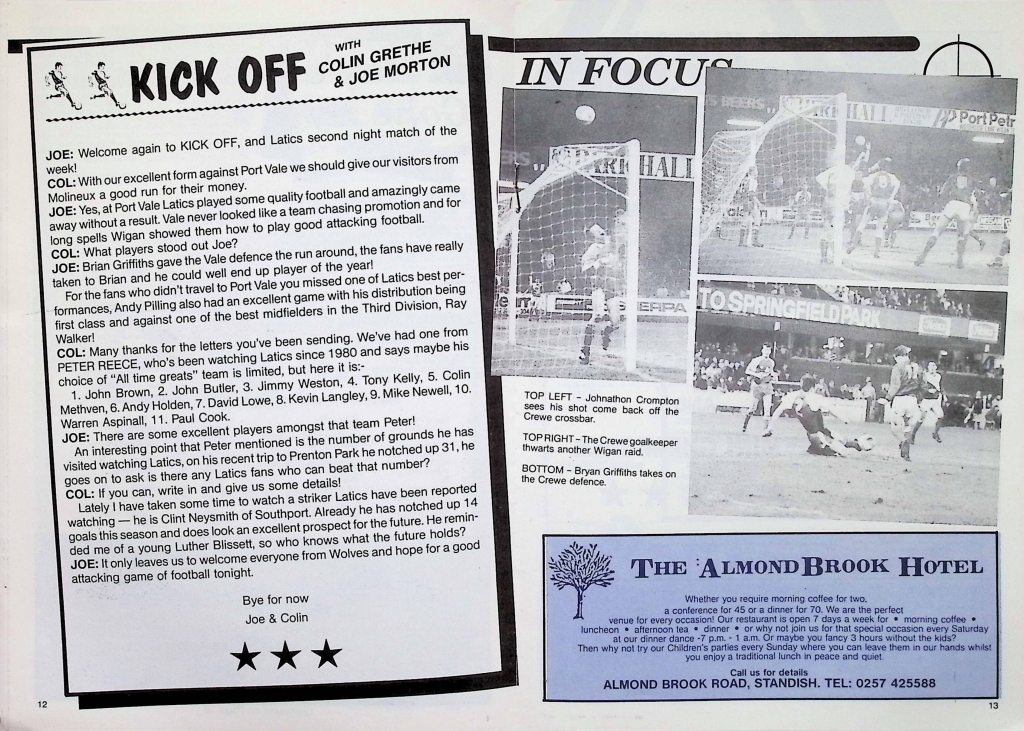 KICK OFF
WITH
COLIN GRETHE
& JOE MORTON
JOE: Welcome again to KICK OFF, and Latics second night match of the
week!
COL: With our excellent form against Port Vale we should give our visitors from
Molineux a good run for their money.
JOE: Yes, at Port Vale Latics played some quality football and amazingly came
away without a result. Vale never looked like a team chasing promotion and for
long spells Wigan showed them how to play good attacking football.
COL: What players stood out Joe?
JOE: Brian Griffiths gave the Vale defence the run around, the fans have really
taken to Brian and he could well end up player of the year!
For the fans who didn't travel to Port Vale you missed one of Latics best per-
formances, Andy Pilling also had an excellent game with his distribution being
first class and against one of the best midfielders in the Third Division, Ray
Walker!
COL: Many thanks for the letters you've been sending. We've had one from
PETER REECE, who's been watching Latics since 1980 and says maybe his
choice of "All time greats" team is limited, but here it is:-
1. John Brown, 2. John Butler, 3. Jimmy Weston, 4. Tony Kelly, 5. Colin
Methven, 6. Andy Holden, 7. David Lowe, 8. Kevin Langley, 9. Mike Newell, 10.
Warren Aspinall, 11. Paul Cook.
JOE: There are some excellent players amongst that team Peter!
An interesting point that Peter mentioned is the number of grounds he has
visited watching Latics, on his recent trip to Prenton Park he notched up 31, he
goes on to ask is there any Latics fans who can beat that number?
COL: If you can, write in and give us some details!
Lately I have taken some time to watch a striker Latics have been reported
watching — he is Clint Neysmith of Southport. Already he has notched up 14
goals this season and does look an excellent prospect for the future. He remin-
ded me of a young Luther Blissett, so who knows what the future holds?
JOE: It only leaves us to welcome everyone from Wolves and hope for a good
attacking game of football tonight.
Bye for now
Joe & Colin
12
IN FOCUS
BEERS
HALL
SERPA
BEERS
HALL
Port Petr
TO SPRINGFIELD PARK
TOP LEFT – Johnathon Crompton
sees his shot come back off the
Crewe crossbar.
TOP RIGHT – The Crewe goalkeeper
thwarts another Wigan raid.
BOTTOM – Bryan Griffiths takes on
the Crewe defence.
THE ALMOND BROOK HOTEL
Whether you require morning coffee for two,
a conference for 45 or a dinner for 70. We are the perfect
venue for every occasion! Our restaurant is open 7 days a week for • morning coffee •
luncheon • afternoon tea • dinner • or why not join us for that special occasion every Saturday
at our dinner dance -7 p.m. - 1 a.m. Or maybe you fancy 3 hours without the kids?
Then why not try our Children's parties every Sunday where you can leave them in our hands whilst
you enjoy a traditional lunch in peace and quiet.
Call us for details
ALMOND BROOK ROAD, STANDISH. TEL: 0257 425588
13